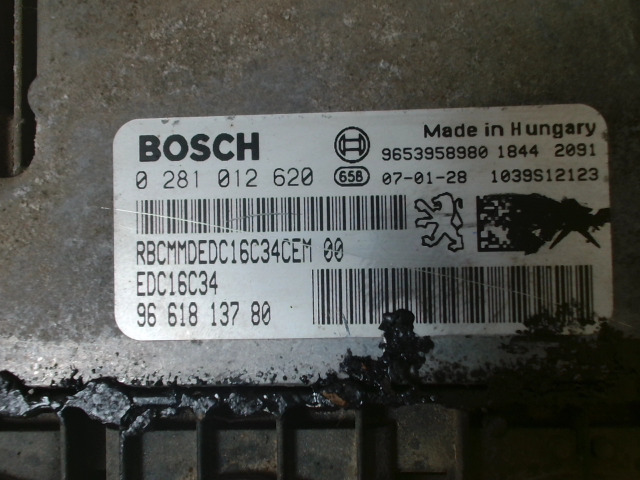 BOSCH
Made in Hungary
9653958980 1844 2091
0 281 012 620 65B 07-01-28 1039S12123
RBCMMDEDC16C34CEM 00
EDC16C34
96 618 137 80